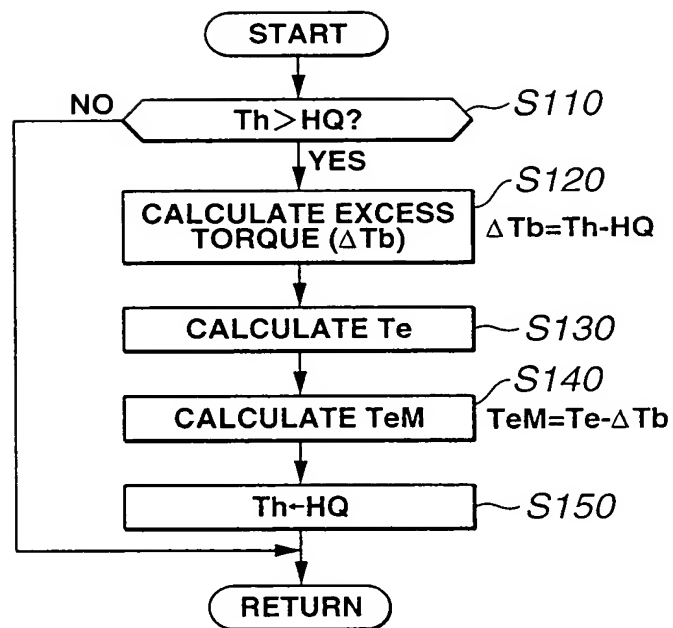 START
NO
Th>HQ?
S110
YES
S120
CALCULATE EXCESS
TORQUE (ΔTb)
ΔTb=Th-HQ
CALCULATE Te
S130
S140
CALCULATE TeM
TeM=Te-ΔTb
Th←HQ
S150
RETURN